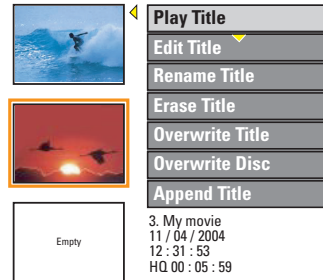 Play Title
Edit Title
Rename Title
Erase Title
Overwrite Title
Overwrite Disc
Append Title
Empty
3. My movie
11 / 04 / 2004
12 : 31 : 53
HQ 00 : 05 : 59